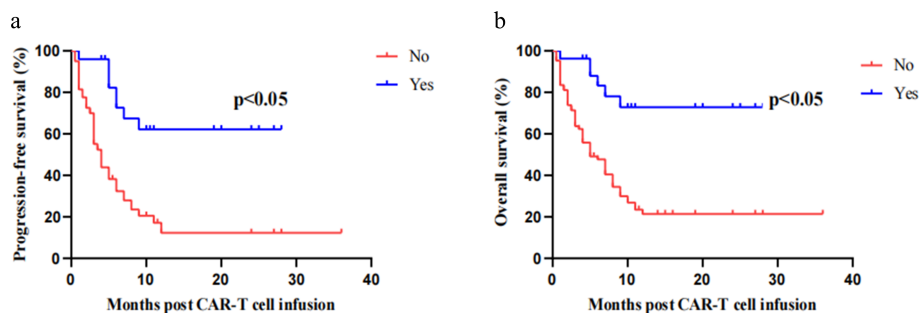 a
Progression-free survival (%)
100
80
60
40
20
0
0 10 20 30 40
Months post CAR-T cell infusion
No
Yes
p<0.05
b
Overall survival (%)
100
80
60
40
20
0
0 10 20 30 40
Months post CAR-T cell infusion
No
Yes
p<0.05